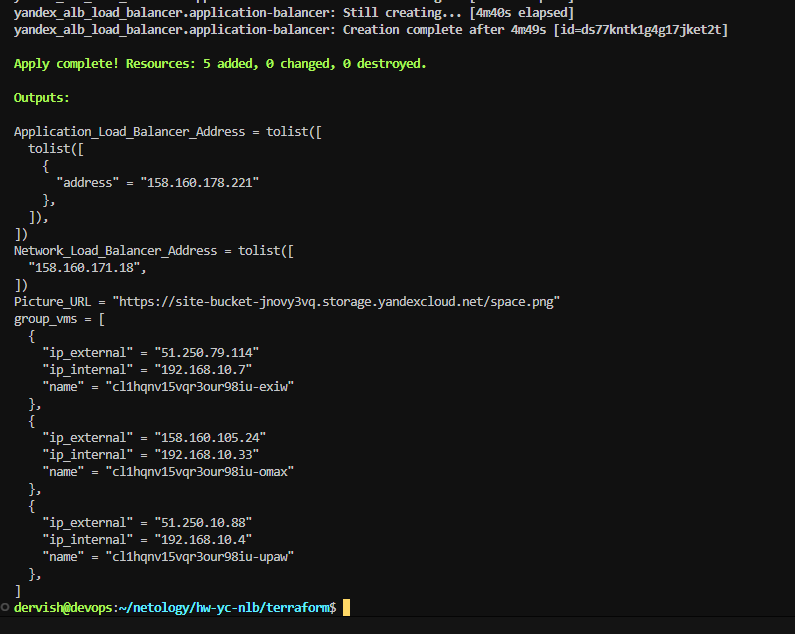 yandex_alb_load_balancer.application-balancer: Still creating... [4m40s elapsed]
yandex_alb_load_balancer.application-balancer: Creation complete after 4m49s [id=ds77kntk1g4g17jket2t]
Apply complete! Resources: 5 added, 0 changed, 0 destroyed.
Outputs:
Application_Load_Balancer_Address = tolist([
  tolist([
    {
      "address" = "158.160.178.221"
    },
  ]),
])
Network_Load_Balancer_Address = tolist([
  "158.160.171.18",
])
Picture_URL = "https://site-bucket-jnovy3vq.storage.yandexcloud.net/space.png"
group_vms = [
  {
    "ip_external" = "51.250.79.114"
    "ip_internal" = "192.168.10.7"
    "name" = "cl1hqnv15vqr3our98iu-exiw"
  },
  {
    "ip_external" = "158.160.105.24"
    "ip_internal" = "192.168.10.33"
    "name" = "cl1hqnv15vqr3our98iu-omax"
  },
  {
    "ip_external" = "51.250.10.88"
    "ip_internal" = "192.168.10.4"
    "name" = "cl1hqnv15vqr3our98iu-upaw"
  },
]
dervish@devops:~/netology/hw-yc-nlb/terraform$